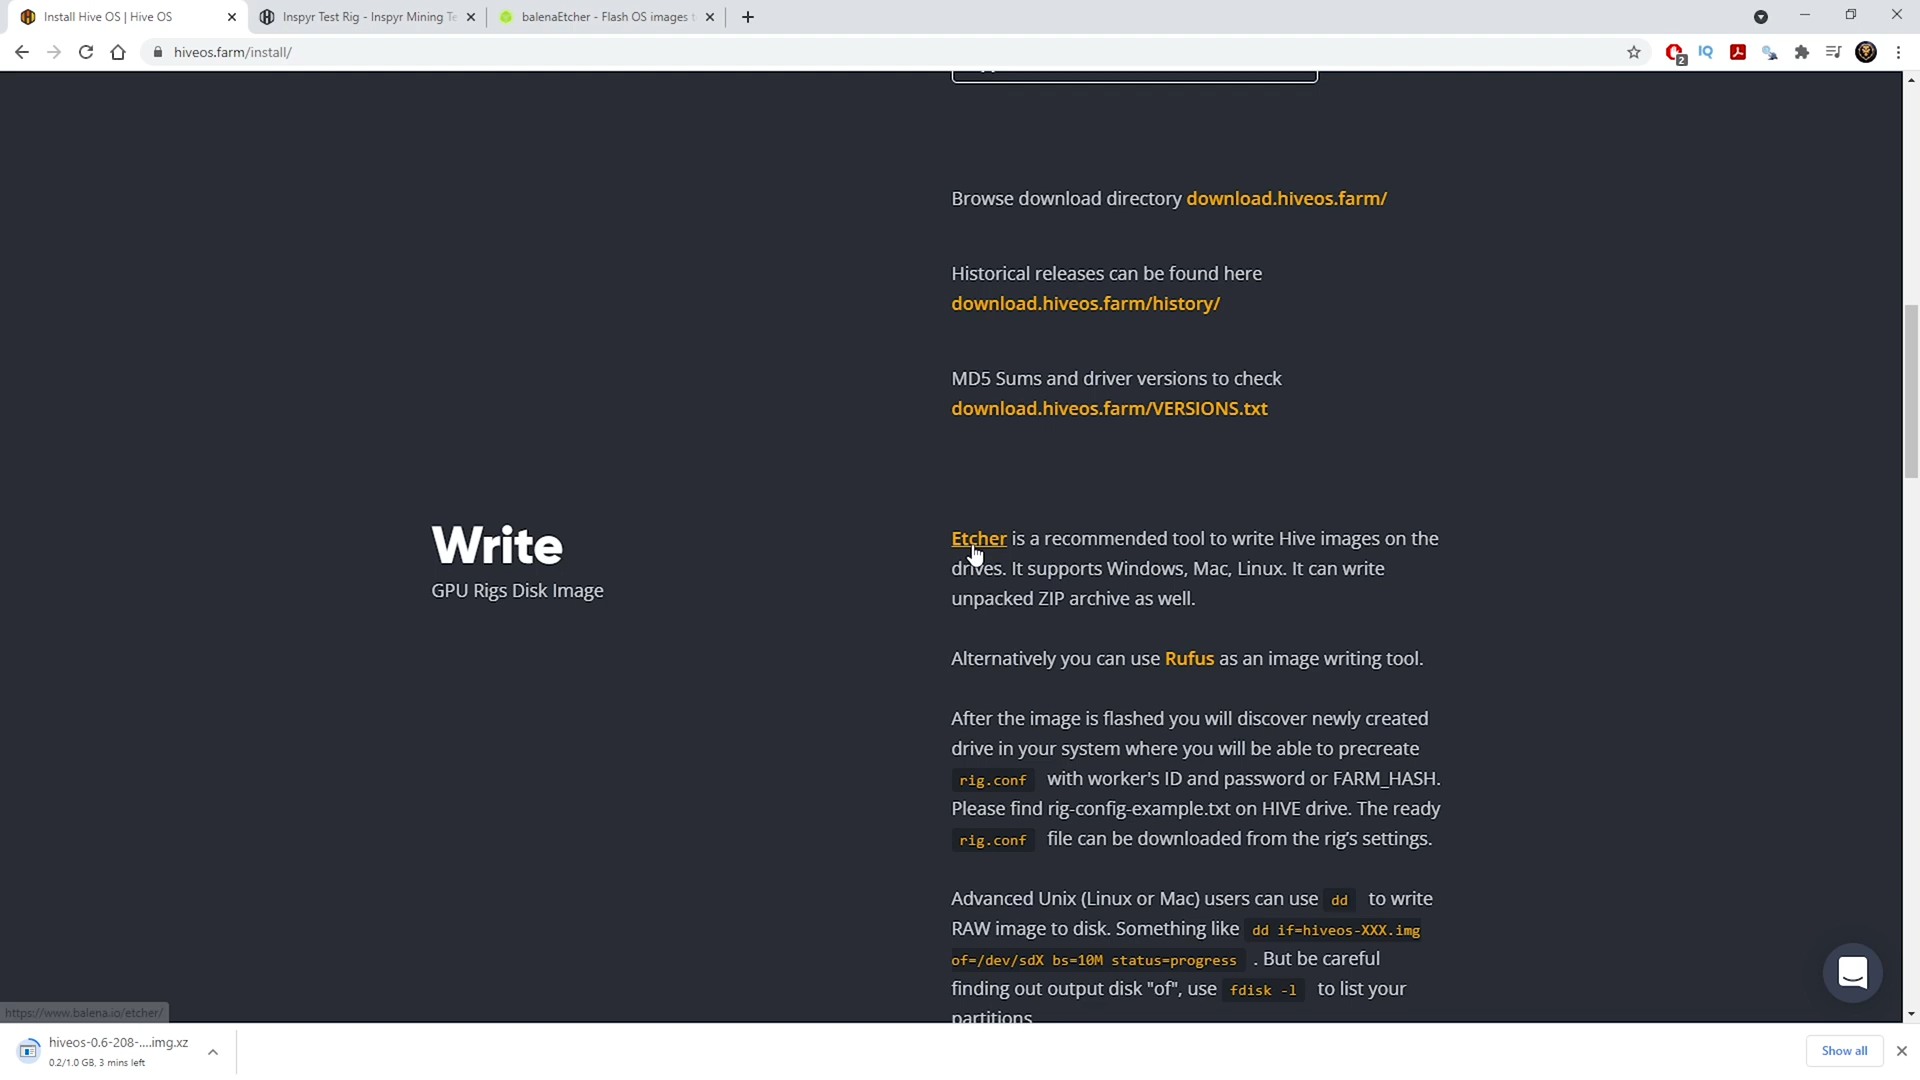 Install Hive OS | Hive OS
Inspyr Test Rig - Inspyr Mining Te
balenaEtcher - Flash OS images t
hiveos.farm/install/
2
Browse download directory download.hiveos.farm/
Historical releases can be found here
download.hiveos.farm/history/
MD5 Sums and driver versions to check
download.hiveos.farm/VERSIONS.txt
Write
GPU Rigs Disk Image
Etcher is a recommended tool to write Hive images on the
drives. It supports Windows, Mac, Linux. It can write
unpacked ZIP archive as well.
Alternatively you can use Rufus as an image writing tool.
After the image is flashed you will discover newly created
drive in your system where you will be able to precreate
rig.conf with worker's ID and password or FARM_HASH.
Please find rig-config-example.txt on HIVE drive. The ready
rig.conf file can be downloaded from the rig's settings.
Advanced Unix (Linux or Mac) users can use dd to write
RAW image to disk. Something like dd if=hiveos-XXX.img
of=/dev/sdX bs=10M status=progress . But be careful
finding out output disk "of", use fdisk -l to list your
partitions
https://www.balena.io/etcher/
hiveos-0.6-208-....img.xz
0.2/1.0 GB, 3 mins left
Show all